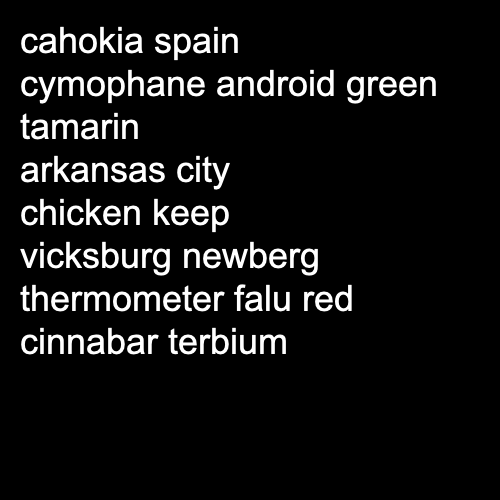 cahokia spain
cymophane android green
tamarin
arkansas city
chicken keep
vicksburg newberg
thermometer falu red
cinnabar terbium